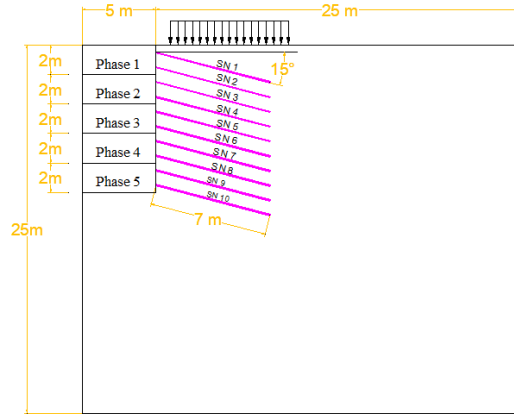 5 m
25 m
2m
Phase 1
SN 1
15°
2m
Phase 2
SN 2
SN 3
2m
Phase 3
SN 4
SN 5
2m
Phase 4
SN 6
SN 7
2m
Phase 5
SN 8
SN 9
SN 10
7 m
25m